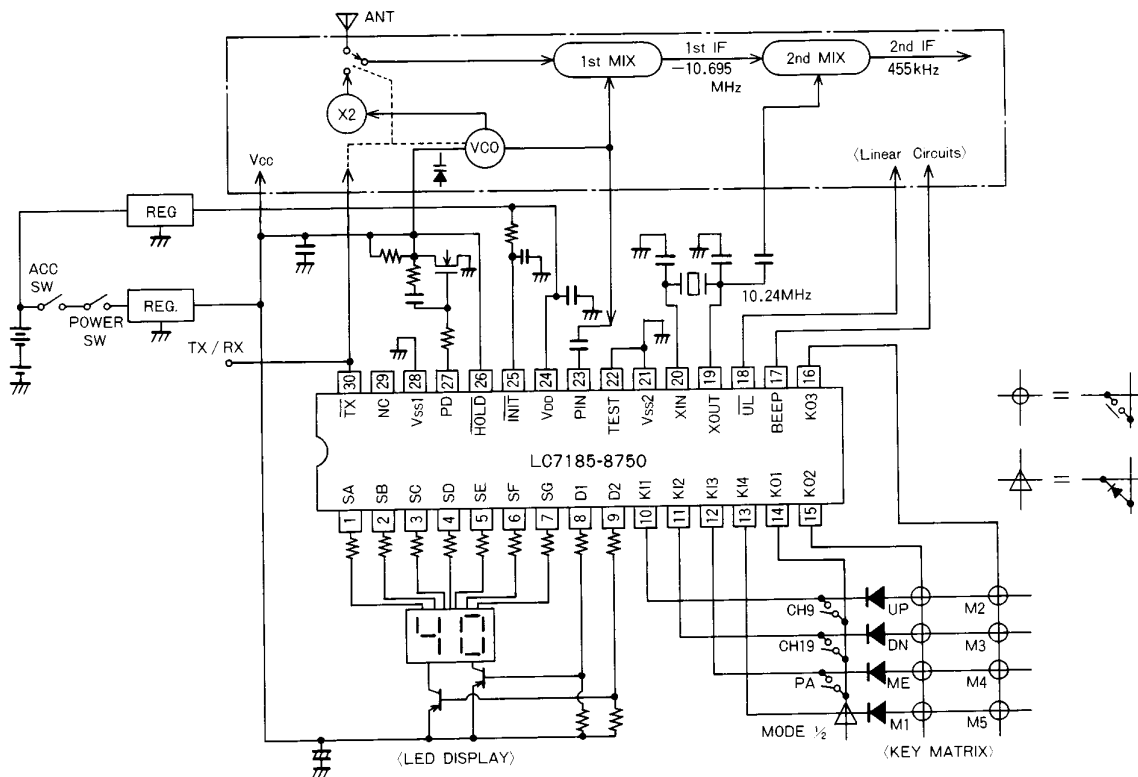 ANT
1st MIX
1st IF
−10.695
MHz
2nd MIX
2nd IF
455kHz
X2
VCO
Vcc
〈Linear Circuits〉
REG
ACC
SW
POWER
SW
REG.
TX / RX
10.24MHz
30 29 28 27 26 25 24 23 22 21 20 19 18 17 16
TX NC Vss1 PD HOLD INIT VDD PIN TEST Vss2 XIN XOUT UL BEEP KO3
LC7185-8750
SA SB SC SD SE SF SG D1 D2 KI1 KI2 KI3 KI4 KO1 KO2
1 2 3 4 5 6 7 8 9 10 11 12 13 14 15
=
=
40
CH9 UP M2
CH19 DN M3
PA ME M4
MODE ½ M1 M5
〈LED DISPLAY〉
〈KEY MATRIX〉